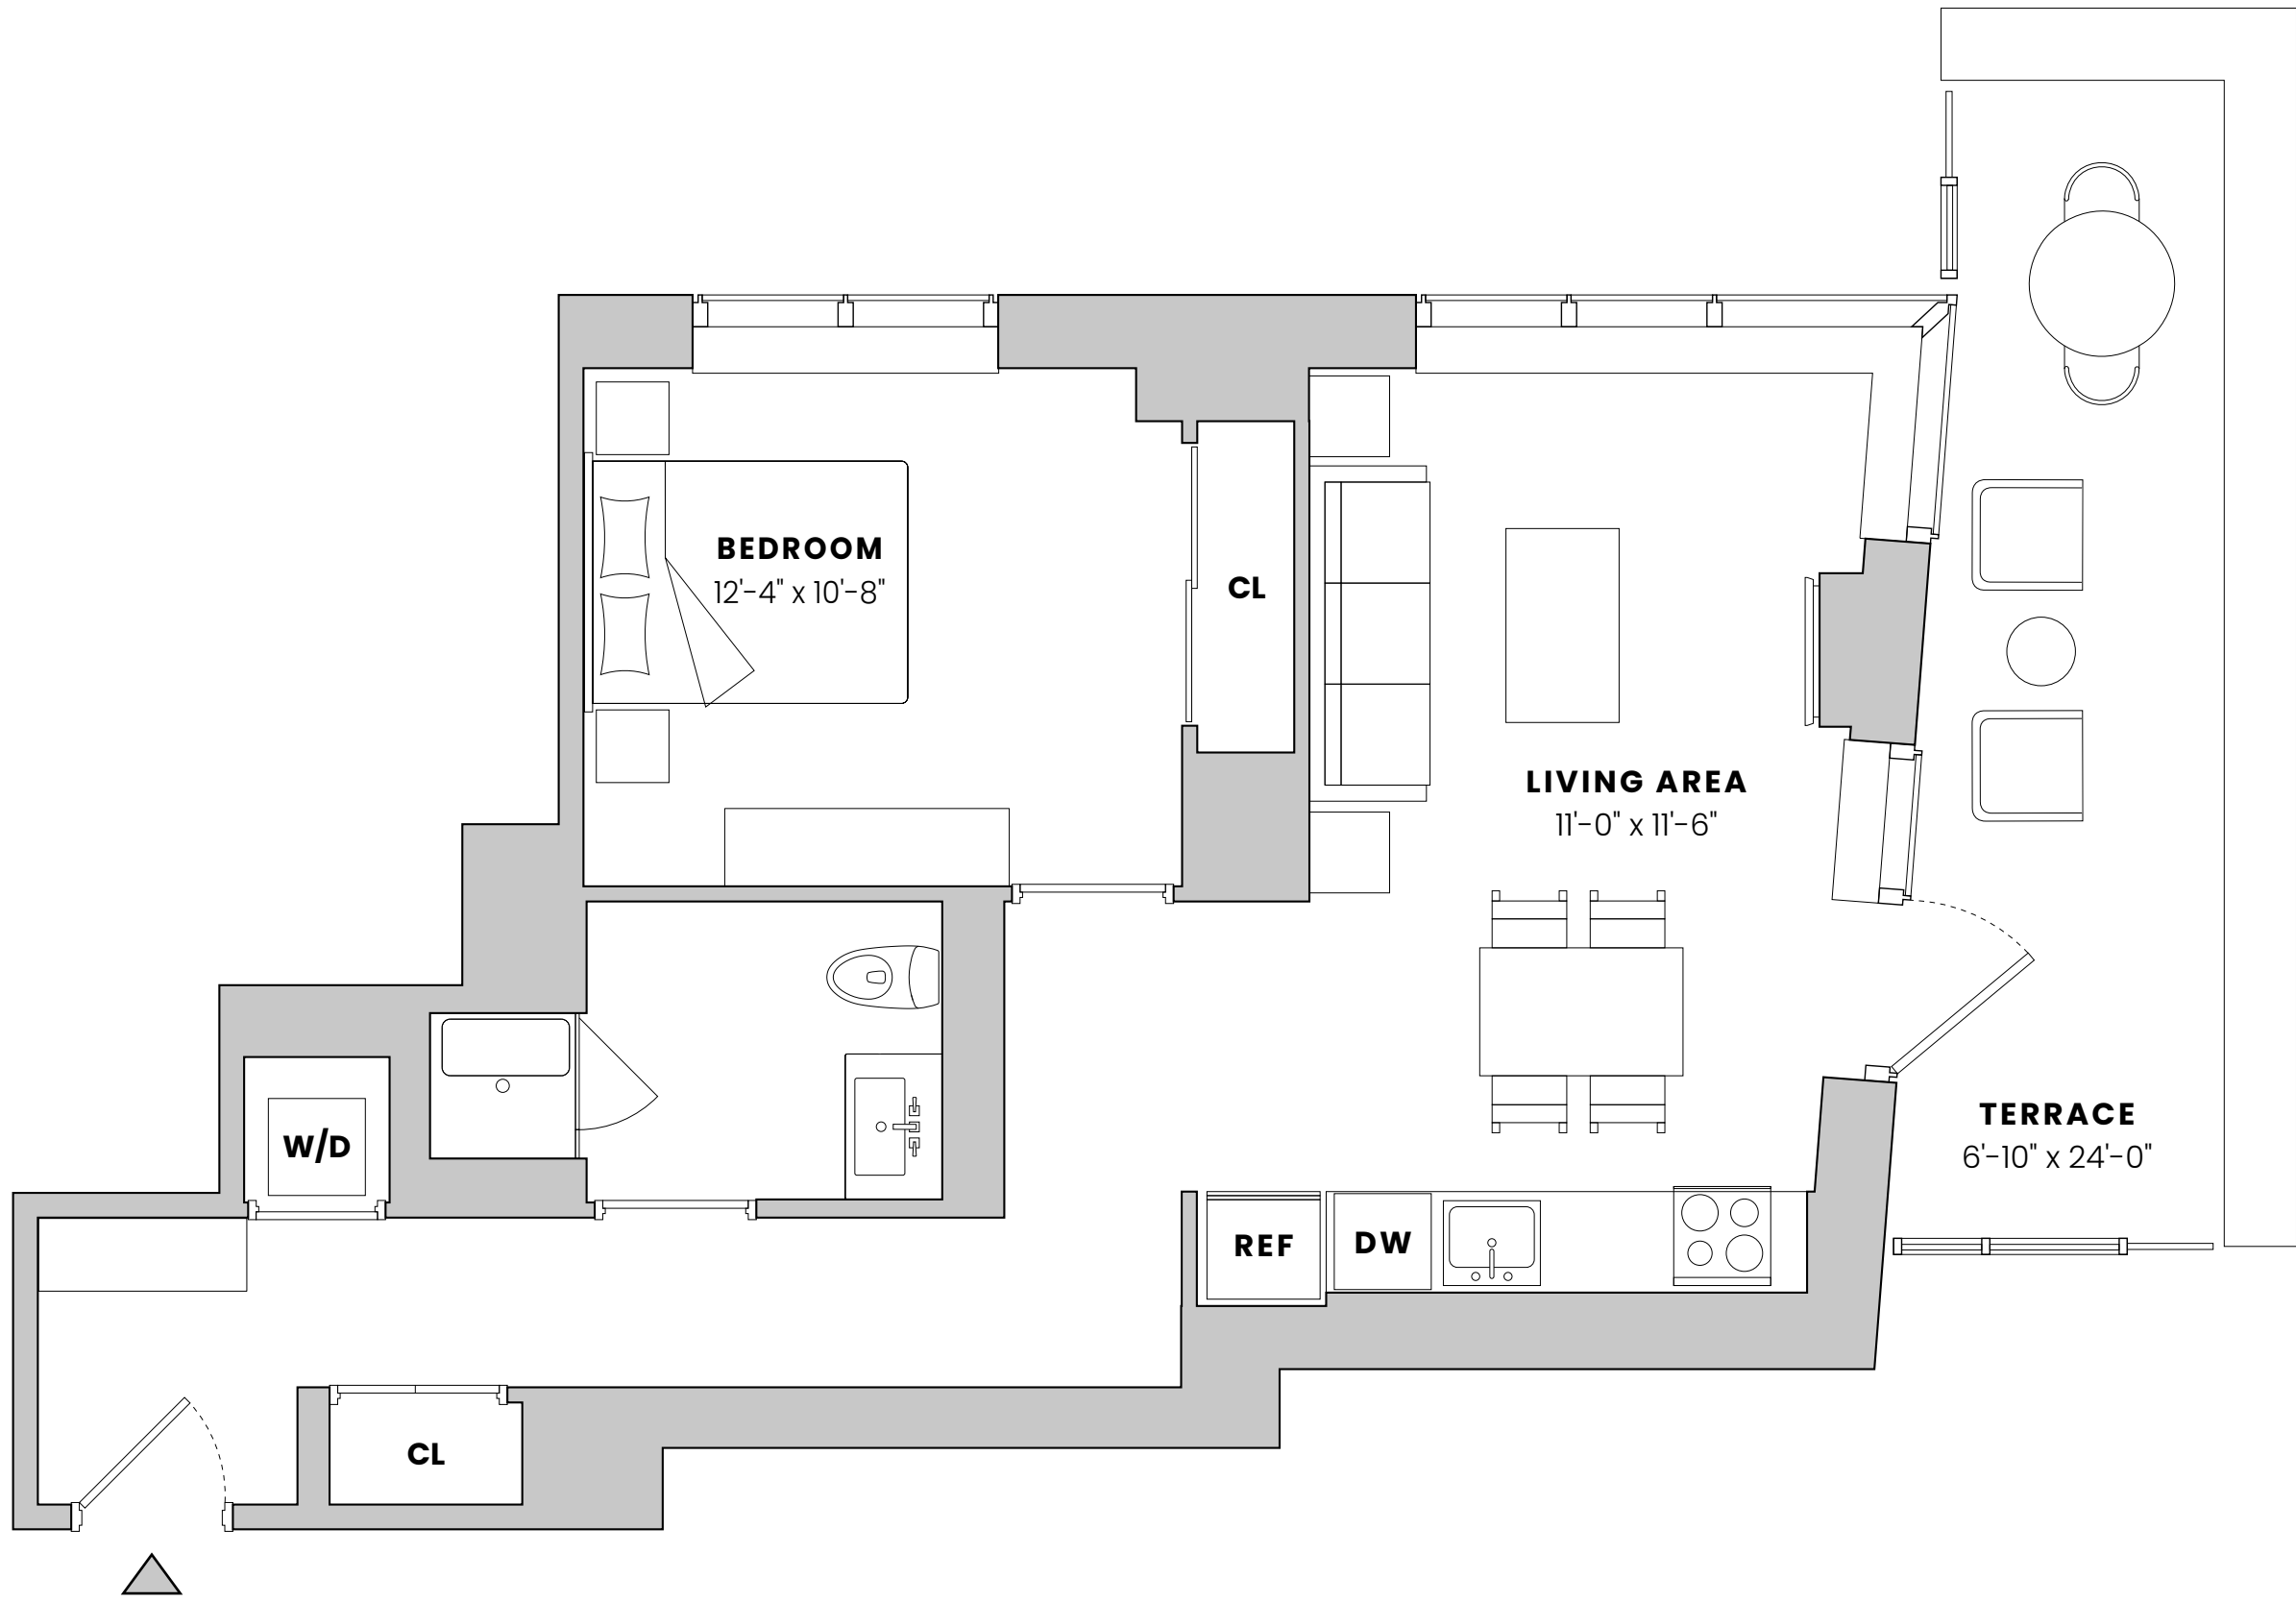 BEDROOM
12'-4" x 10'-8"
CL
LIVING AREA
11'-0" x 11'-6"
TERRACE
6'-10" x 24'-0"
W/D
REF
DW
CL